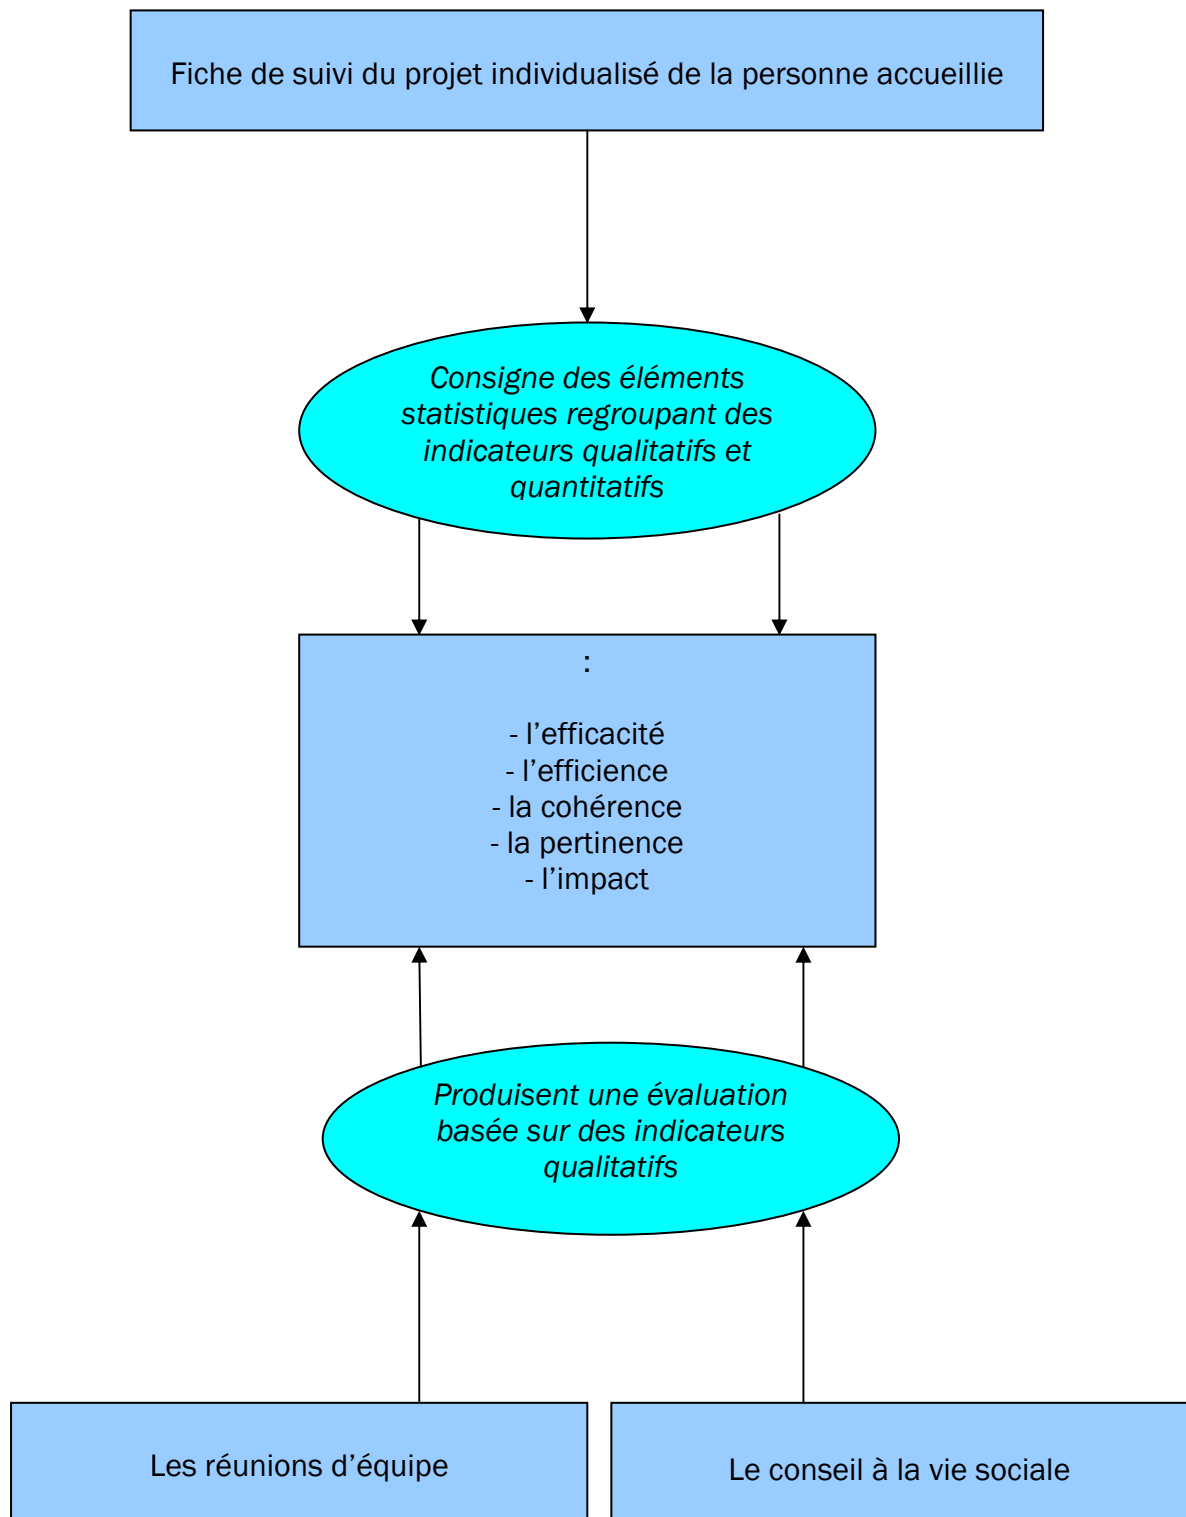 Fiche de suivi du projet individualisé de la personne accueillie
Consigne des éléments
statistiques regroupant des
indicateurs qualitatifs et
quantitatifs
:
- l’efficacité
- l’efficience
- la cohérence
- la pertinence
- l’impact
Produisent une évaluation
basée sur des indicateurs
qualitatifs
Les réunions d’équipe
Le conseil à la vie sociale